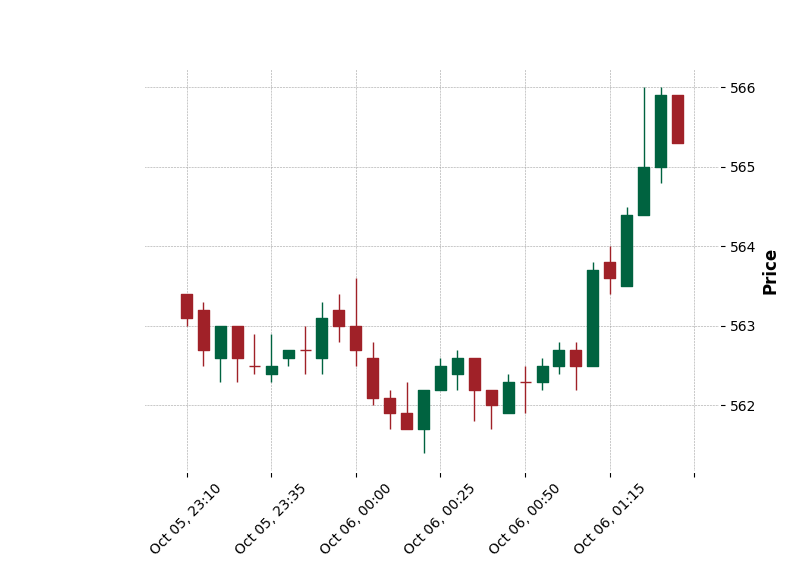 566
565
564
563
562
Price
Oct 05, 23:10
Oct 05, 23:35
Oct 06, 00:00
Oct 06, 00:25
Oct 06, 00:50
Oct 06, 01:15